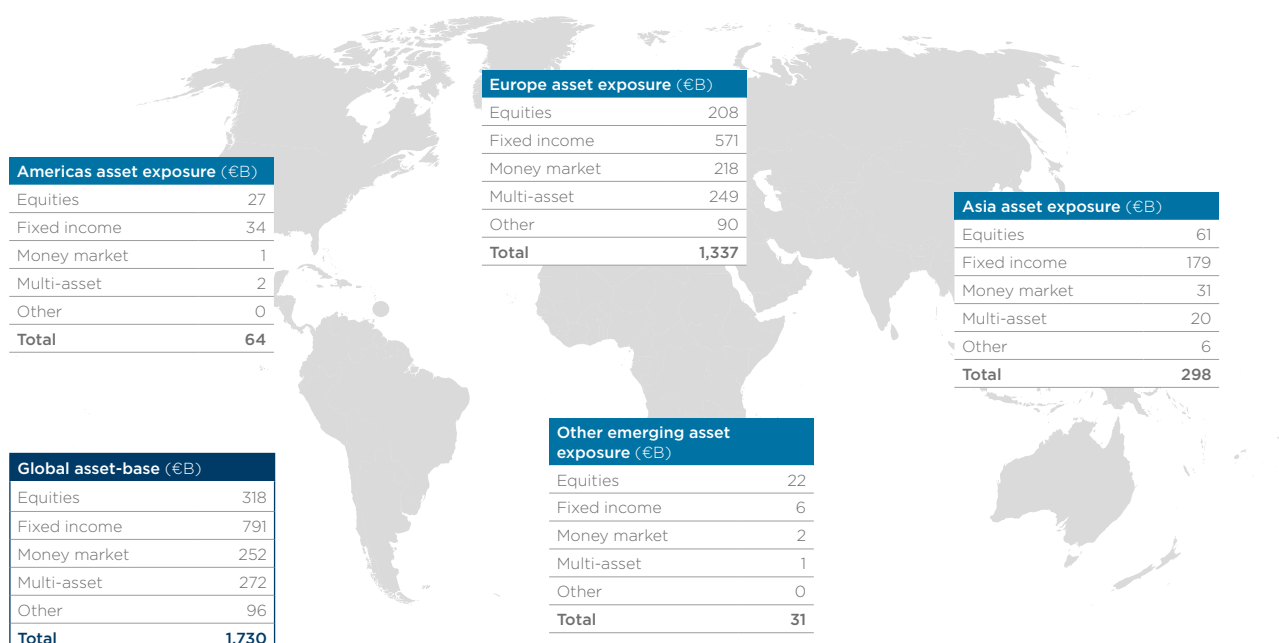 Europe asset exposure (€B)
Equities 208
Fixed income 571
Money market 218
Multi-asset 249
Other 90
Total 1,337
Americas asset exposure (€B)
Equities 27
Fixed income 34
Money market 1
Multi-asset 2
Other 0
Total 64
Asia asset exposure (€B)
Equities 61
Fixed income 179
Money market 31
Multi-asset 20
Other 6
Total 298
Other emerging asset
exposure (€B)
Equities 22
Fixed income 6
Money market 2
Multi-asset 1
Other 0
Total 31
Global asset-base (€B)
Equities 318
Fixed income 791
Money market 252
Multi-asset 272
Other 96
Total 1,730